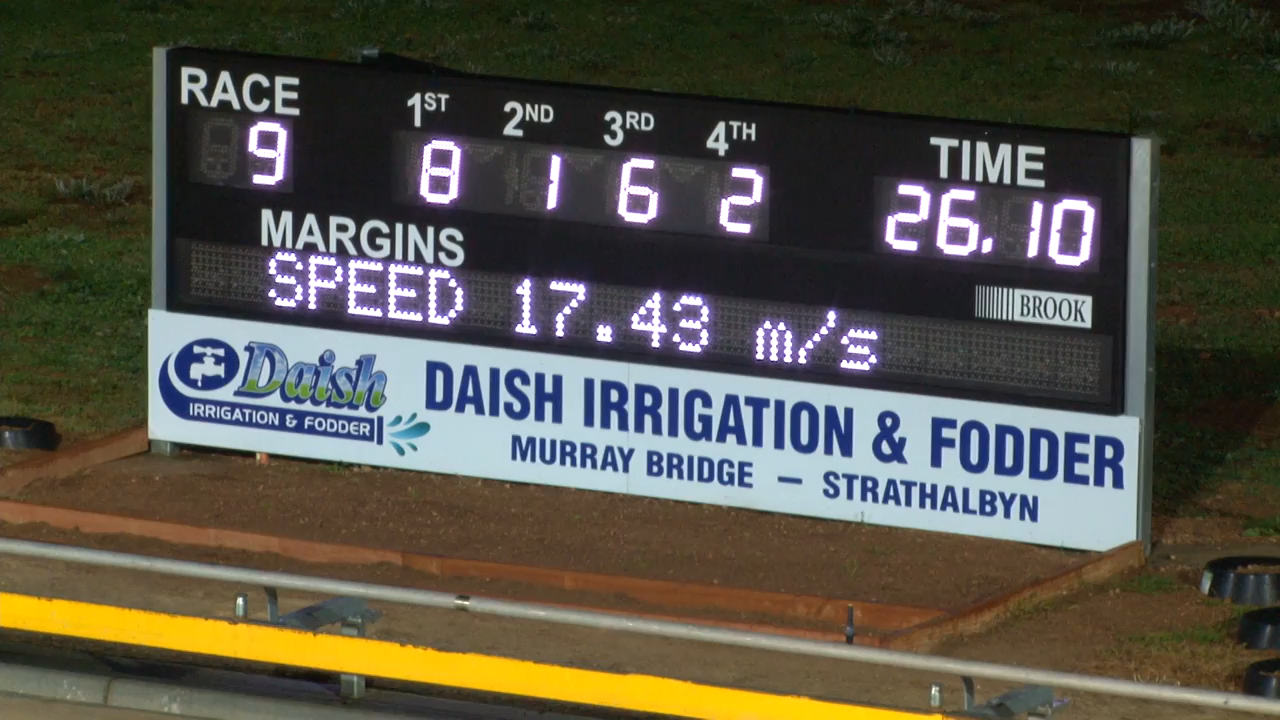 RACE 1ST 2ND 3RD 4TH TIME
9 8 1 6 2 26.10
MARGINS
SPEED 17.43 m/s
BROOK
Daish
IRRIGATION & FODDER
DAISH IRRIGATION & FODDER
MURRAY BRIDGE – STRATHALBYN